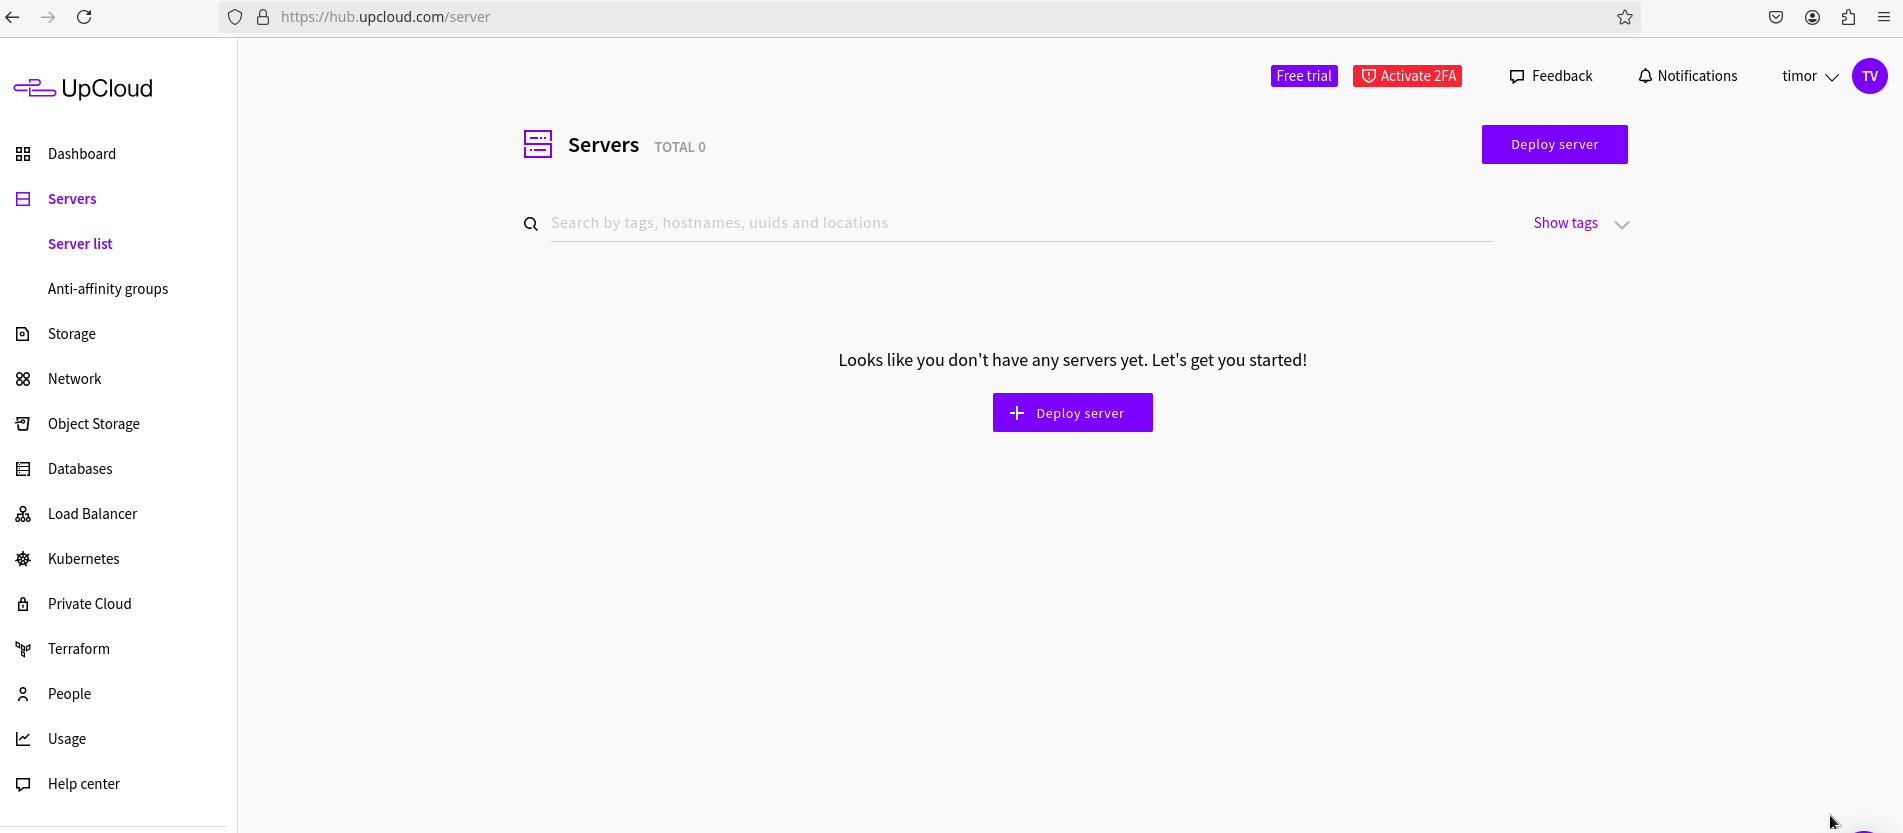 https://hub.upcloud.com/server
UpCloud
Free trial
Activate 2FA
Feedback
Notifications
timor
TV
Dashboard
Servers
Server list
Anti-affinity groups
Storage
Network
Object Storage
Databases
Load Balancer
Kubernetes
Private Cloud
Terraform
People
Usage
Help center
Servers TOTAL 0
Deploy server
Search by tags, hostnames, uuids and locations
Show tags
Looks like you don't have any servers yet. Let's get you started!
Deploy server